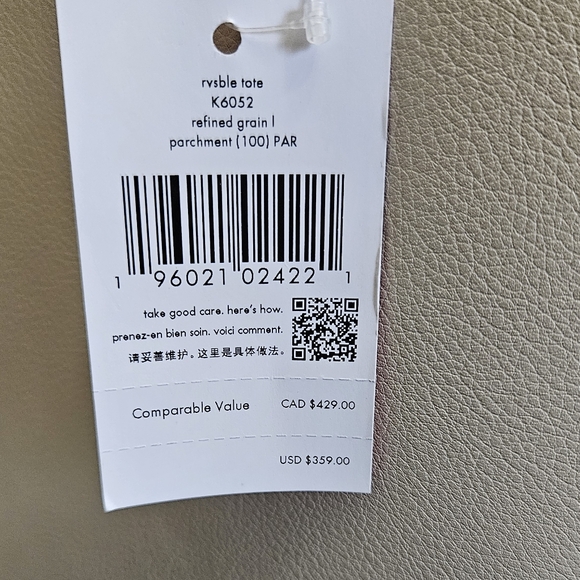 rvsble tote
K6052
refined grain l
parchment (100) PAR
1 96021 02422 1
take good care. here's how.
prenez-en bien soin. voici comment.
请妥善维护。这里是具体做法。
Comparable Value CAD $429.00
USD $359.00